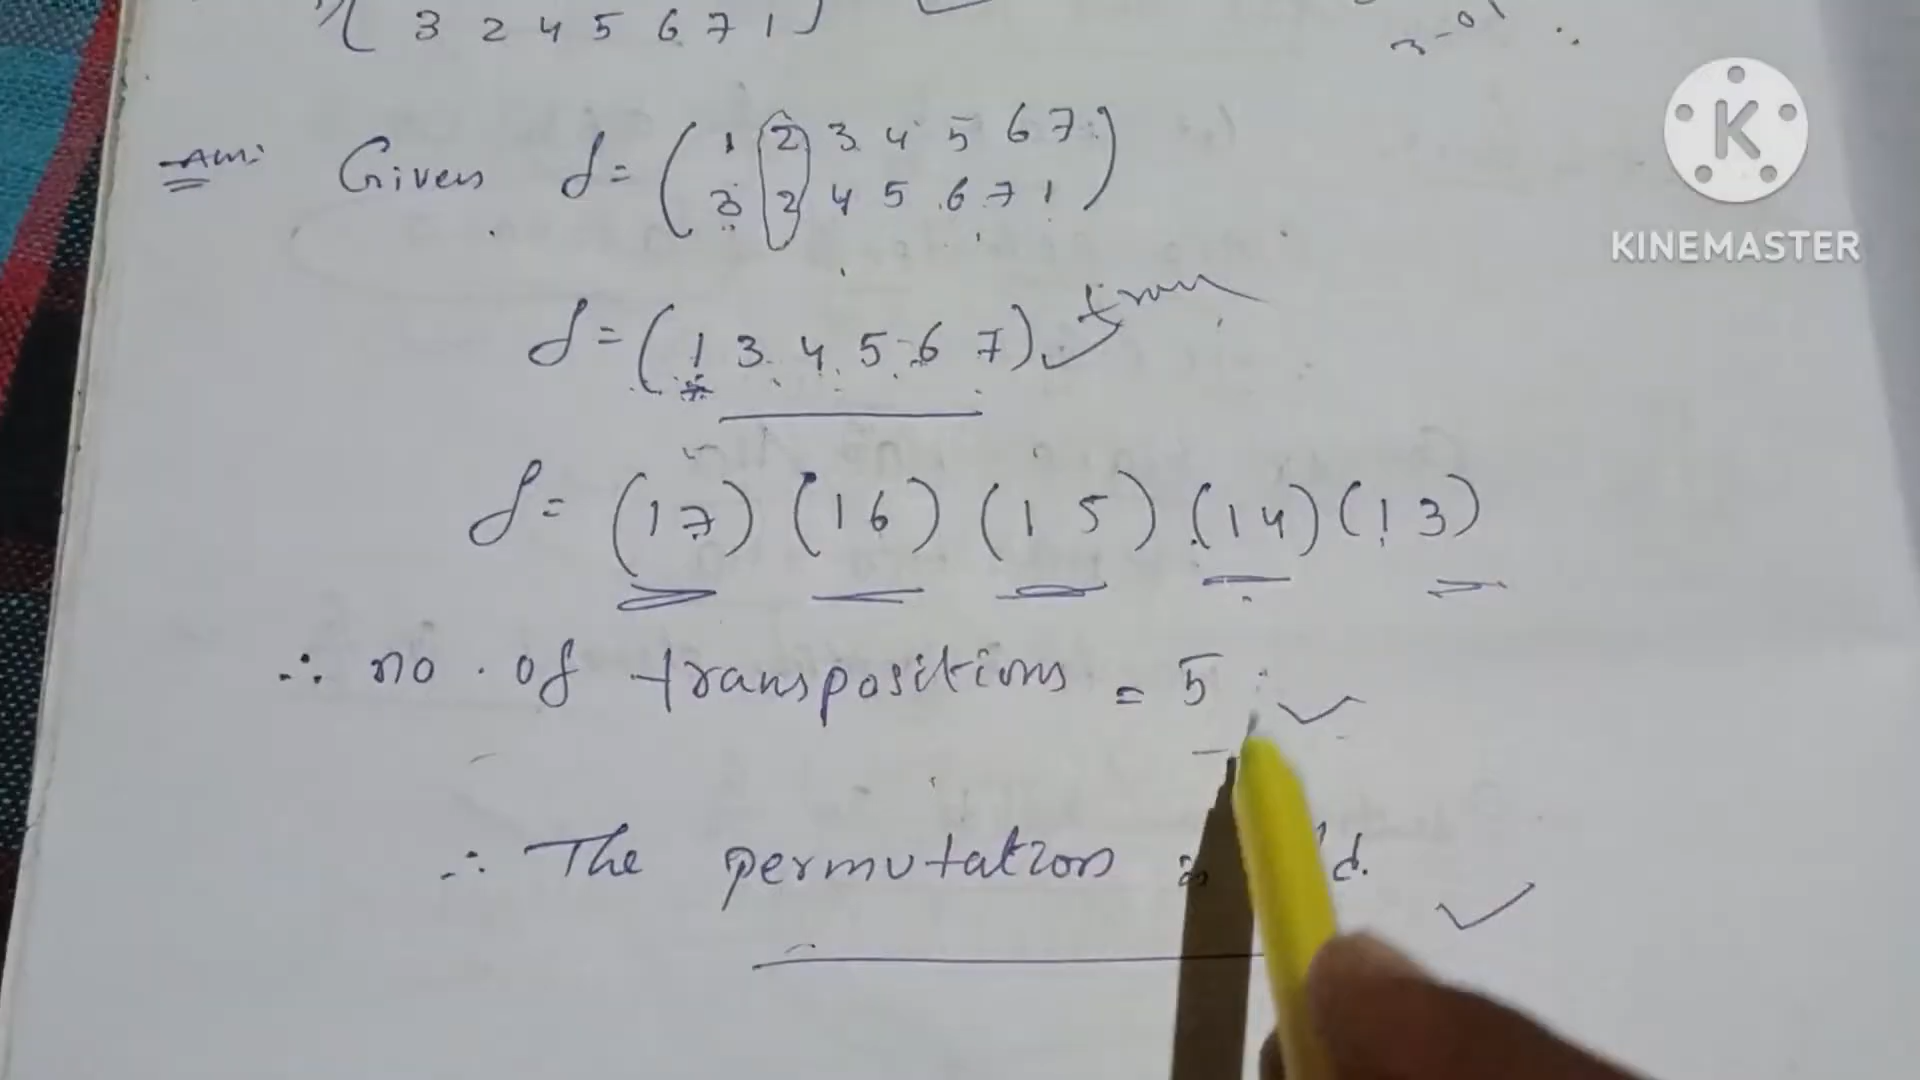 3 2 4 5 6 7 1
Ans: Given f = ( 1 2 3 4 5 6 7 )
3 2 4 5 6 7 1
f = ( 1 3 4 5 6 7 )
f = (1 7) (1 6) (1 5) (1 4) (1 3)
∴ no. of transpositions = 5
∴ The permutation
K
KINEMASTER